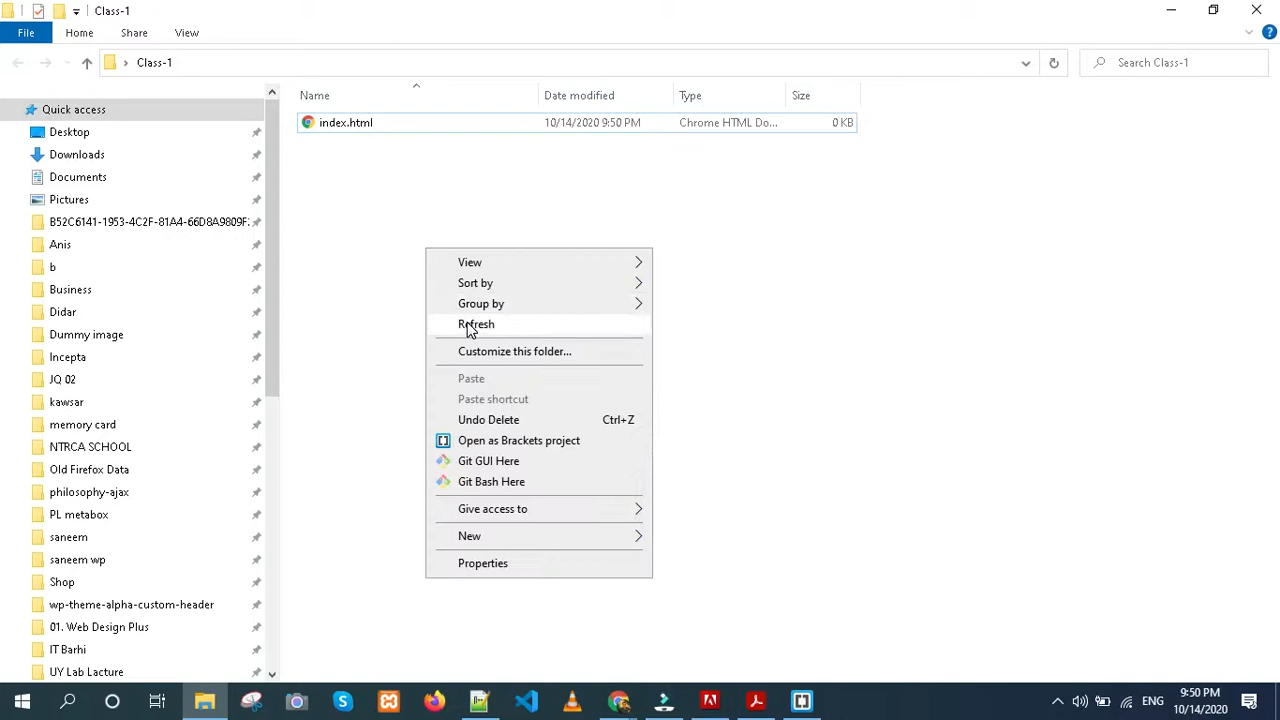 Class-1
File Home Share View
Class-1 Search Class-1
Name Date modified Type Size
index.html 10/14/2020 9:50 PM Chrome HTML Do... 0 KB
Quick access
Desktop
Downloads
Documents
Pictures
B52C6141-1953-4C2F-81A4-66D8A9809F
Anis
b
Business
Didar
Dummy image
Incepta
JQ 02
kawsar
memory card
NTRCA SCHOOL
Old Firefox Data
philosophy-ajax
PL metabox
saneem
saneem wp
Shop
wp-theme-alpha-custom-header
01. Web Design Plus
IT Barhi
UY Lab Lacture
View
Sort by
Group by
Refresh
Customize this folder...
Paste
Paste shortcut
Undo Delete Ctrl+Z
Open as Brackets project
Git GUI Here
Git Bash Here
Give access to
New
Properties
ENG
9:50 PM
10/14/2020